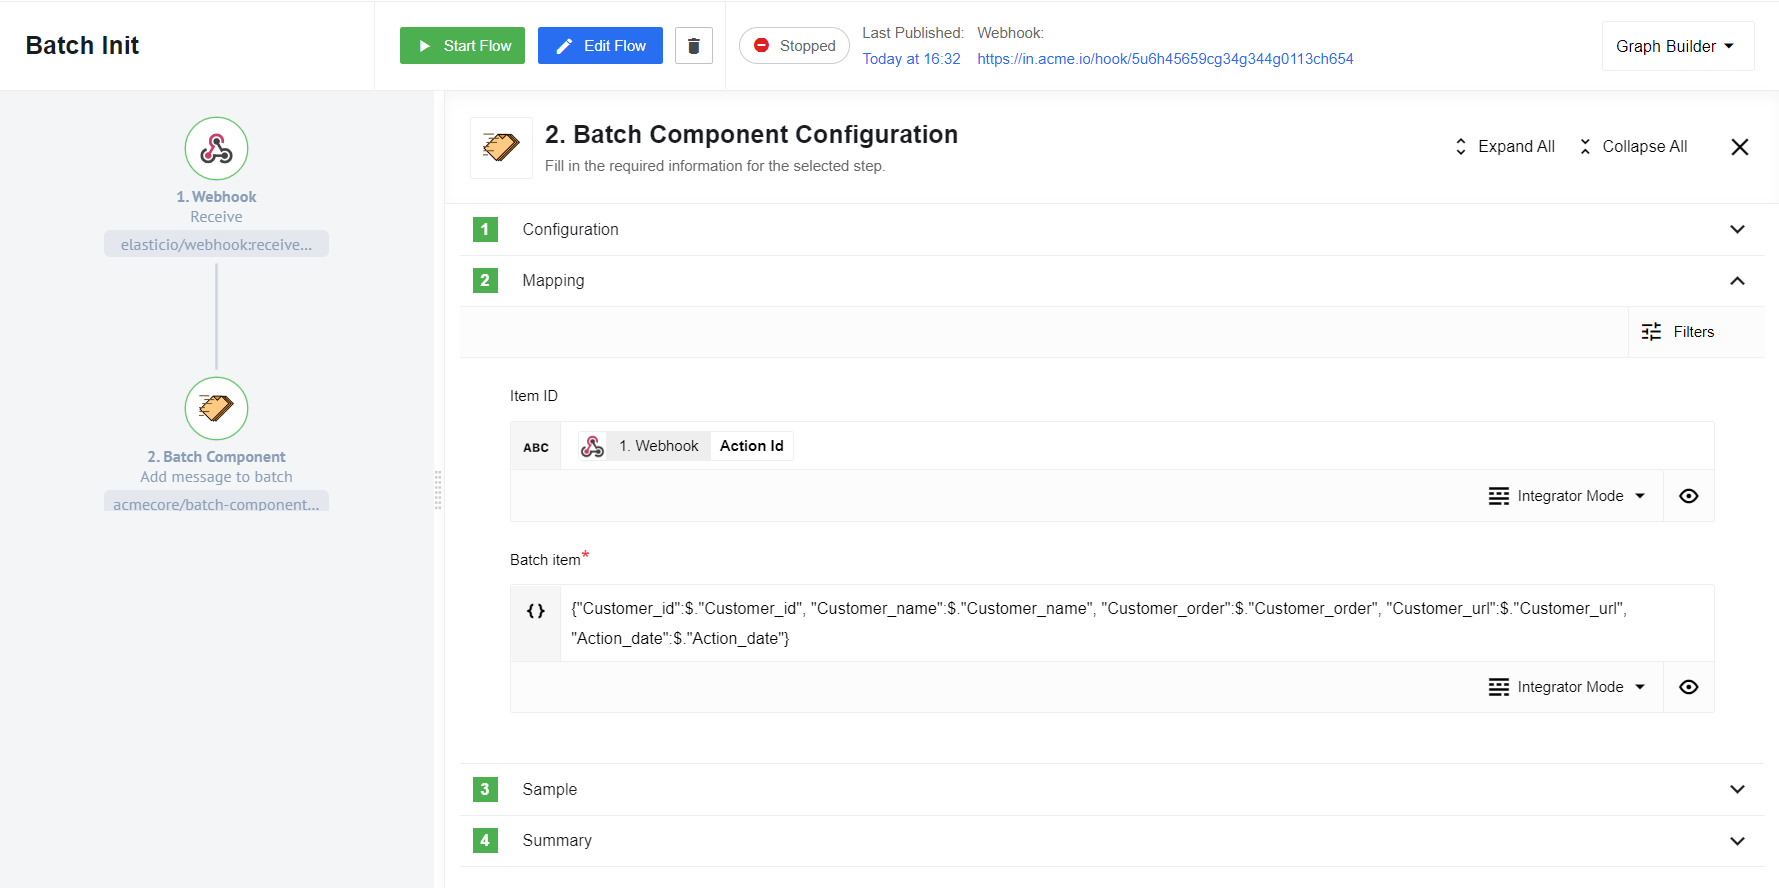 Batch Init
Start Flow
Edit Flow
Stopped
Last Published:
Today at 16:32
Webhook:
https://in.acme.io/hook/5u6h45659cg34g344g0113ch654
Graph Builder
1. Webhook
Receive
elasticio/webhook:receive...
2. Batch Component
Add message to batch
acmecore/batch-component...
2. Batch Component Configuration
Fill in the required information for the selected step.
Expand All
Collapse All
1 Configuration
2 Mapping
Filters
Item ID
ABC 1. Webhook Action Id
Integrator Mode
Batch item*
{} {"Customer_id":$."Customer_id", "Customer_name":$."Customer_name", "Customer_order":$."Customer_order", "Customer_url":$."Customer_url",
"Action_date":$."Action_date"}
Integrator Mode
3 Sample
4 Summary